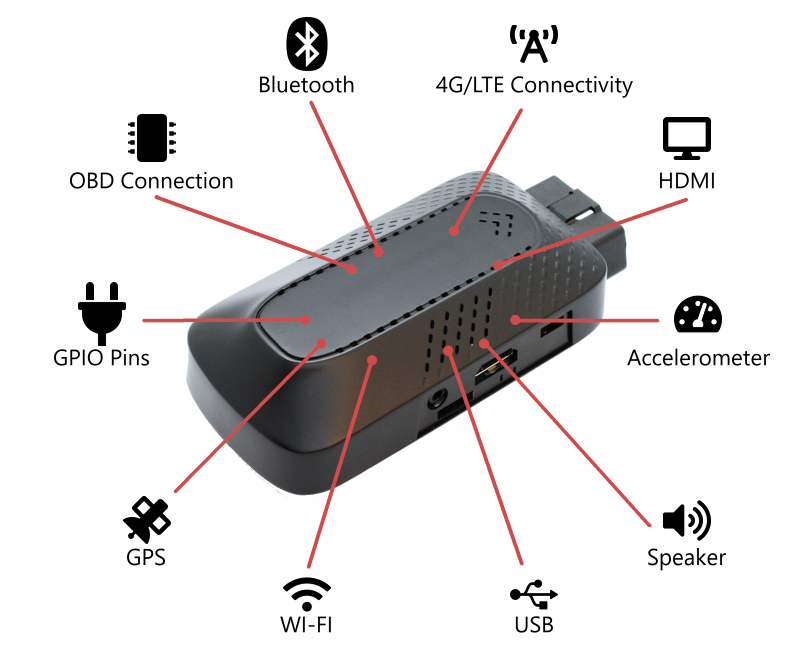 Bluetooth
4G/LTE Connectivity
OBD Connection
HDMI
GPIO Pins
Accelerometer
GPS
Speaker
WI-FI
USB